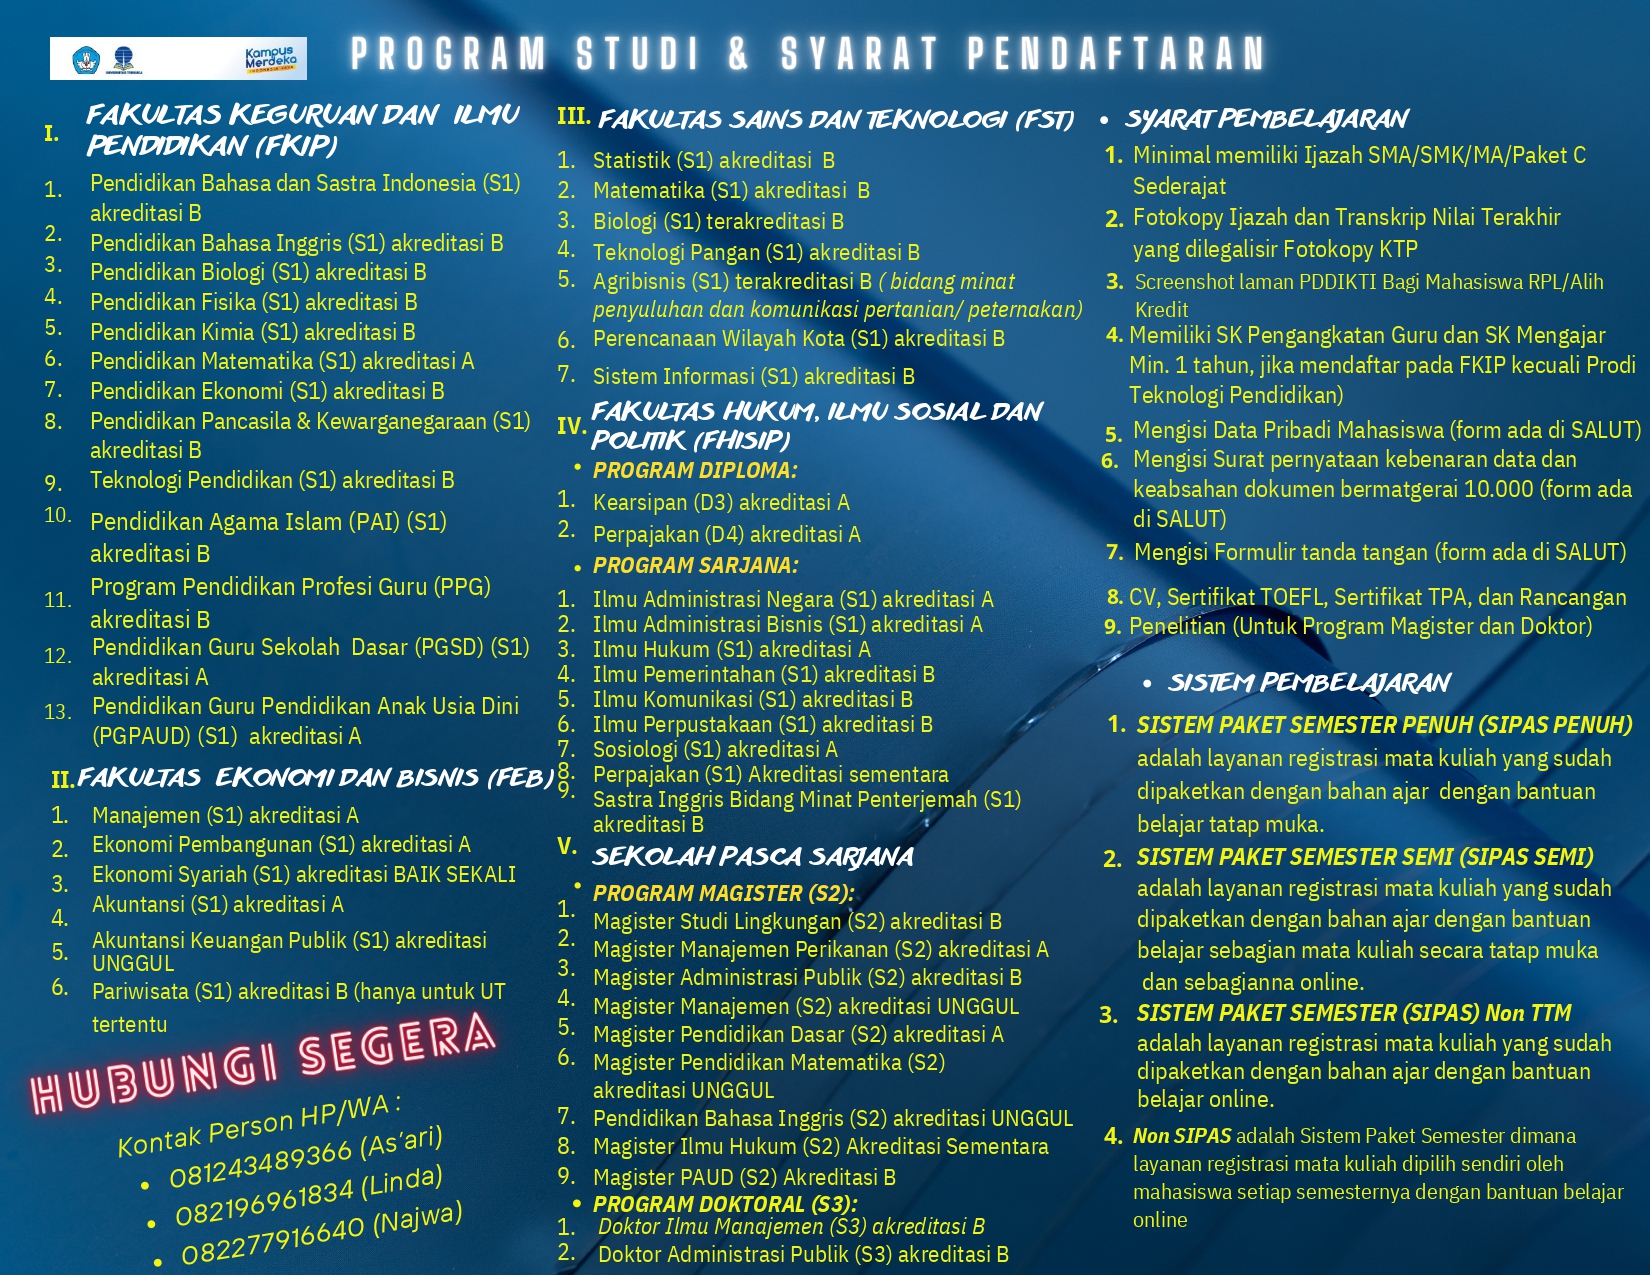 Kampus
Merdeka
INDONESIA JAYA
UNIVERSITAS TERBUKA
PROGRAM STUDI & SYARAT PENDAFTARAN
I. FAKULTAS KEGURUAN DAN ILMU
PENDIDIKAN (FKIP)
1. Pendidikan Bahasa dan Sastra Indonesia (S1)
akreditasi B
2. Pendidikan Bahasa Inggris (S1) akreditasi B
3. Pendidikan Biologi (S1) akreditasi B
4. Pendidikan Fisika (S1) akreditasi B
5. Pendidikan Kimia (S1) akreditasi B
6. Pendidikan Matematika (S1) akreditasi A
7. Pendidikan Ekonomi (S1) akreditasi B
8. Pendidikan Pancasila & Kewarganegaraan (S1)
akreditasi B
9. Teknologi Pendidikan (S1) akreditasi B
10. Pendidikan Agama Islam (PAI) (S1)
akreditasi B
11. Program Pendidikan Profesi Guru (PPG)
akreditasi B
12. Pendidikan Guru Sekolah Dasar (PGSD) (S1)
akreditasi A
13. Pendidikan Guru Pendidikan Anak Usia Dini
(PGPAUD) (S1) akreditasi A
II. FAKULTAS EKONOMI DAN BISNIS (FEB)
1. Manajemen (S1) akreditasi A
2. Ekonomi Pembangunan (S1) akreditasi A
3. Ekonomi Syariah (S1) akreditasi BAIK SEKALI
4. Akuntansi (S1) akreditasi A
5. Akuntansi Keuangan Publik (S1) akreditasi
UNGGUL
6. Pariwisata (S1) akreditasi B (hanya untuk UT
tertentu
HUBUNGI SEGERA
Kontak Person HP/WA :
• 081243489366 (As'ari)
• 082196961834 (Linda)
• 082277916640 (Najwa)
III. FAKULTAS SAINS DAN TEKNOLOGI (FST)
1. Statistik (S1) akreditasi B
2. Matematika (S1) akreditasi B
3. Biologi (S1) terakreditasi B
4. Teknologi Pangan (S1) akreditasi B
5. Agribisnis (S1) terakreditasi B ( bidang minat
penyuluhan dan komunikasi pertanian/ peternakan)
6. Perencanaan Wilayah Kota (S1) akreditasi B
7. Sistem Informasi (S1) akreditasi B
IV. FAKULTAS HUKUM, ILMU SOSIAL DAN
POLITIK (FHISIP)
• PROGRAM DIPLOMA:
1. Kearsipan (D3) akreditasi A
2. Perpajakan (D4) akreditasi A
• PROGRAM SARJANA:
1. Ilmu Administrasi Negara (S1) akreditasi A
2. Ilmu Administrasi Bisnis (S1) akreditasi A
3. Ilmu Hukum (S1) akreditasi A
4. Ilmu Pemerintahan (S1) akreditasi B
5. Ilmu Komunikasi (S1) akreditasi B
6. Ilmu Perpustakaan (S1) akreditasi B
7. Sosiologi (S1) akreditasi A
8. Perpajakan (S1) Akreditasi sementara
9. Sastra Inggris Bidang Minat Penterjemah (S1)
akreditasi B
V. SEKOLAH PASCA SARJANA
• PROGRAM MAGISTER (S2):
1. Magister Studi Lingkungan (S2) akreditasi B
2. Magister Manajemen Perikanan (S2) akreditasi A
3. Magister Administrasi Publik (S2) akreditasi B
4. Magister Manajemen (S2) akreditasi UNGGUL
5. Magister Pendidikan Dasar (S2) akreditasi A
6. Magister Pendidikan Matematika (S2)
akreditasi UNGGUL
7. Pendidikan Bahasa Inggris (S2) akreditasi UNGGUL
8. Magister Ilmu Hukum (S2) Akreditasi Sementara
9. Magister PAUD (S2) Akreditasi B
• PROGRAM DOKTORAL (S3):
1. Doktor Ilmu Manajemen (S3) akreditasi B
2. Doktor Administrasi Publik (S3) akreditasi B
• SYARAT PEMBELAJARAN
1. Minimal memiliki Ijazah SMA/SMK/MA/Paket C
Sederajat
2. Fotokopy Ijazah dan Transkrip Nilai Terakhir
yang dilegalisir Fotokopy KTP
3. Screenshot laman PDDIKTI Bagi Mahasiswa RPL/Alih
Kredit
4. Memiliki SK Pengangkatan Guru dan SK Mengajar
Min. 1 tahun, jika mendaftar pada FKIP kecuali Prodi
Teknologi Pendidikan)
5. Mengisi Data Pribadi Mahasiswa (form ada di SALUT)
6. Mengisi Surat pernyataan kebenaran data dan
keabsahan dokumen bermatgerai 10.000 (form ada
di SALUT)
7. Mengisi Formulir tanda tangan (form ada di SALUT)
8. CV, Sertifikat TOEFL, Sertifikat TPA, dan Rancangan
9. Penelitian (Untuk Program Magister dan Doktor)
• SISTEM PEMBELAJARAN
1. SISTEM PAKET SEMESTER PENUH (SIPAS PENUH)
adalah layanan registrasi mata kuliah yang sudah
dipaketkan dengan bahan ajar dengan bantuan
belajar tatap muka.
2. SISTEM PAKET SEMESTER SEMI (SIPAS SEMI)
adalah layanan registrasi mata kuliah yang sudah
dipaketkan dengan bahan ajar dengan bantuan
belajar sebagian mata kuliah secara tatap muka
dan sebagianna online.
3. SISTEM PAKET SEMESTER (SIPAS) Non TTM
adalah layanan registrasi mata kuliah yang sudah
dipaketkan dengan bahan ajar dengan bantuan
belajar online.
4. Non SIPAS adalah Sistem Paket Semester dimana
layanan registrasi mata kuliah dipilih sendiri oleh
mahasiswa setiap semesternya dengan bantuan belajar
online